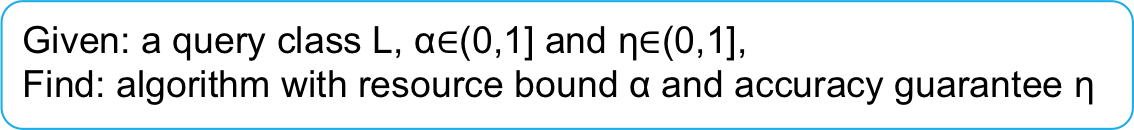 Given: a query class L, α∈(0,1] and η∈(0,1],
Find: algorithm with resource bound α and accuracy guarantee η